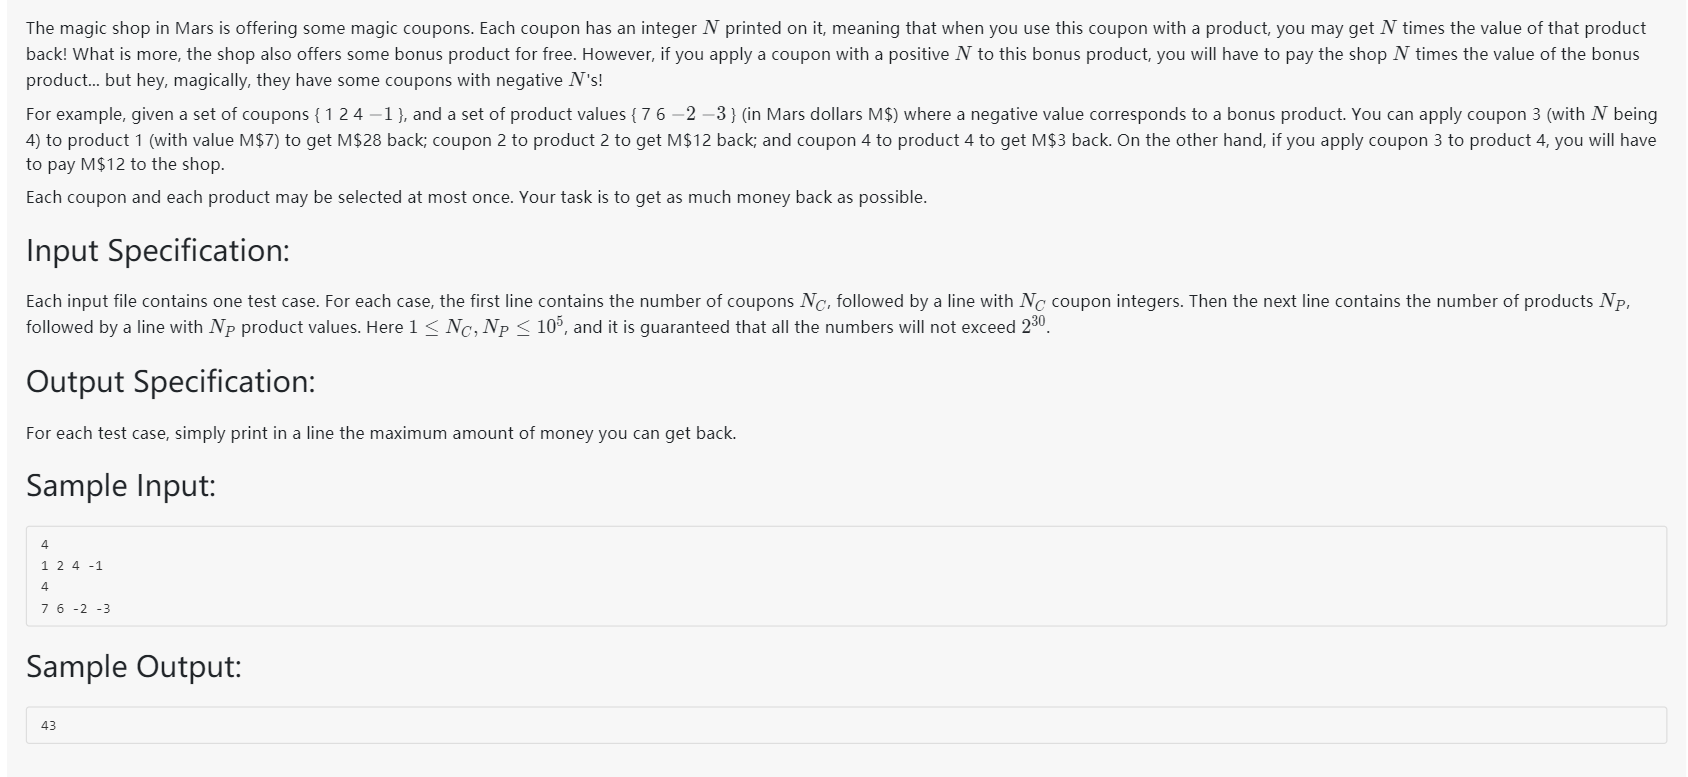 The magic shop in Mars is offering some magic coupons. Each coupon has an integer N printed on it, meaning that when you use this coupon with a product, you may get N times the value of that product
back! What is more, the shop also offers some bonus product for free. However, if you apply a coupon with a positive N to this bonus product, you will have to pay the shop N times the value of the bonus
product... but hey, magically, they have some coupons with negative N's!
For example, given a set of coupons { 1 2 4 −1 }, and a set of product values { 7 6 −2 −3 } (in Mars dollars M$) where a negative value corresponds to a bonus product. You can apply coupon 3 (with N being
4) to product 1 (with value M$7) to get M$28 back; coupon 2 to product 2 to get M$12 back; and coupon 4 to product 4 to get M$3 back. On the other hand, if you apply coupon 3 to product 4, you will have
to pay M$12 to the shop.
Each coupon and each product may be selected at most once. Your task is to get as much money back as possible.
Input Specification:
Each input file contains one test case. For each case, the first line contains the number of coupons N_C, followed by a line with N_C coupon integers. Then the next line contains the number of products N_P,
followed by a line with N_P product values. Here 1 ≤ N_C, N_P ≤ 10^5, and it is guaranteed that all the numbers will not exceed 2^30.
Output Specification:
For each test case, simply print in a line the maximum amount of money you can get back.
Sample Input:
4
1 2 4 -1
4
7 6 -2 -3
Sample Output:
43